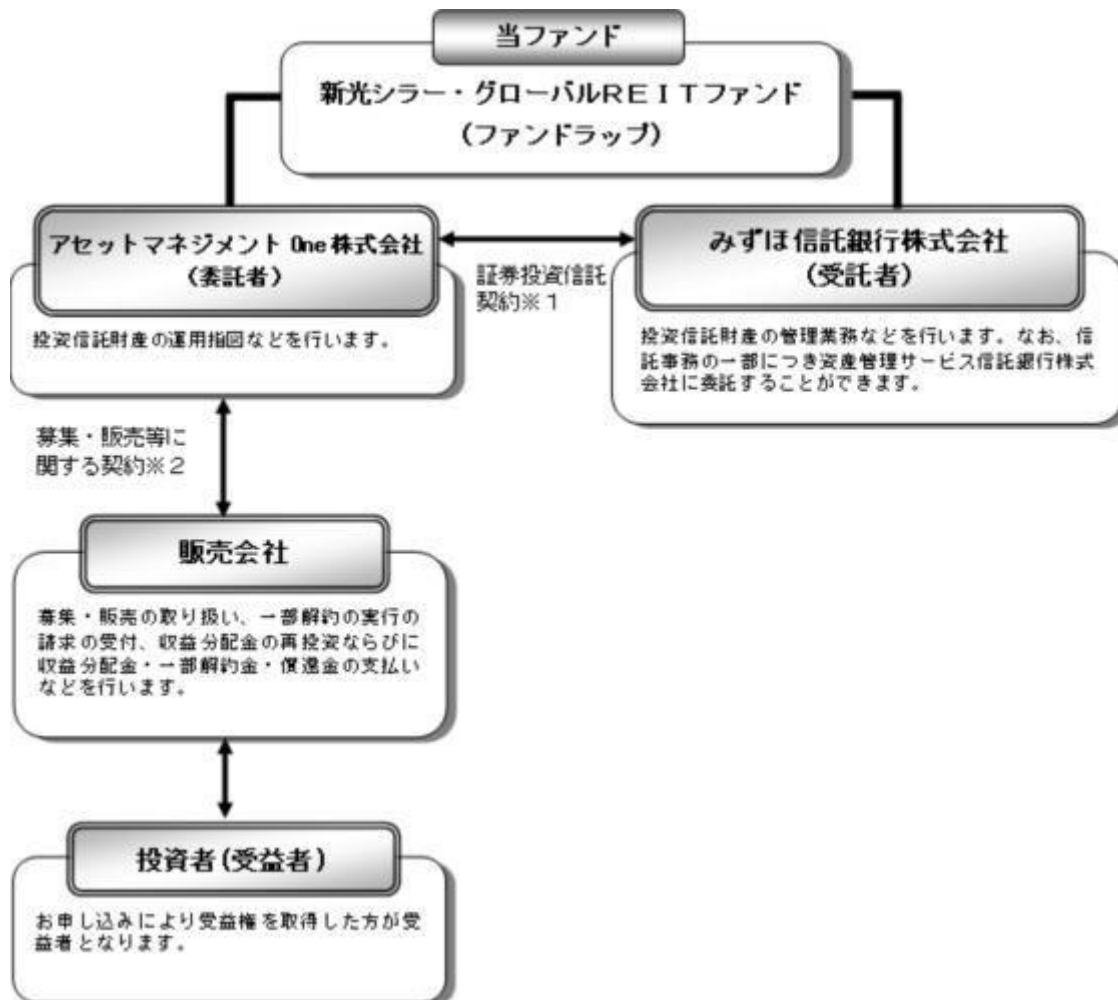 当ファンド
新光シラー・グローバルREITファンド
(ファンドラップ)
アセットマネジメントOne株式会社
(委託者)
投資信託財産の運用指図などを行います。
証券投資信託
契約※1
みずほ信託銀行株式会社
(受託者)
投資信託財産の管理業務などを行います。なお、信
託事務の一部につき資産管理サービス信託銀行株式
会社に委託することができます。
募集・販売等に
関する契約※2
販売会社
募集・販売の取り扱い、一部解約の実行の
請求の受付、収益分配金の再投資ならびに
収益分配金・一部解約金・償還金の支払い
などを行います。
投資者(受益者)
お申し込みにより受益権を取得した方が受
益者となります。